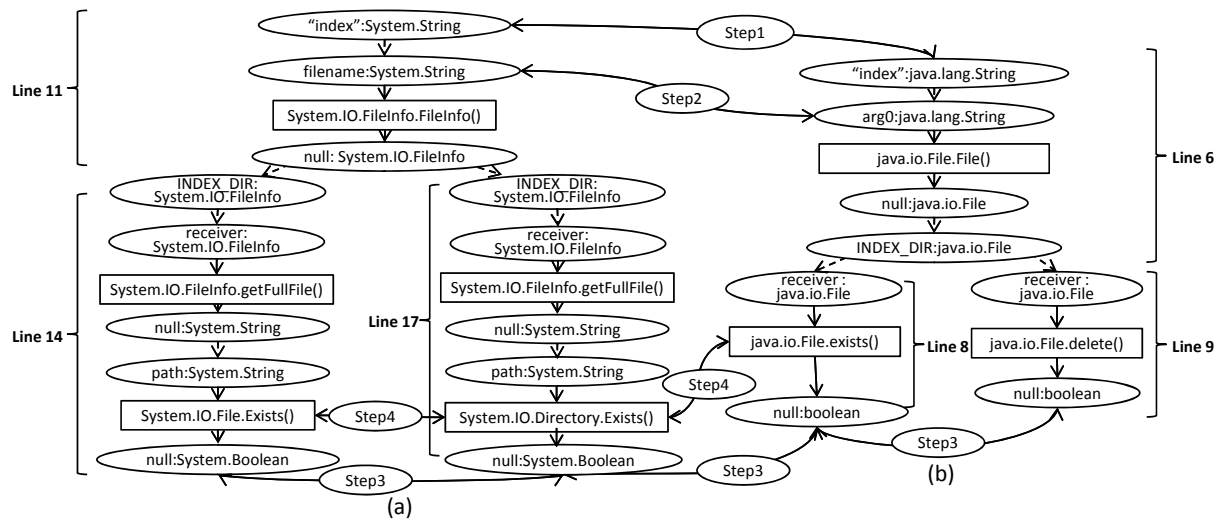 "index":System.String
Step1
filename:System.String
"index":java.lang.String
Line 11
Step2
System.IO.FileInfo.FileInfo()
arg0:java.lang.String
null: System.IO.FileInfo
java.io.File.File()
Line 6
INDEX_DIR:
System.IO.FileInfo
INDEX_DIR:
System.IO.FileInfo
null:java.io.File
receiver:
System.IO.FileInfo
receiver:
System.IO.FileInfo
INDEX_DIR:java.io.File
System.IO.FileInfo.getFullFile()
System.IO.FileInfo.getFullFile()
receiver :
java.io.File
receiver :
java.io.File
Line 14
null:System.String
Line 17
null:System.String
java.io.File.exists()
Line 8
java.io.File.delete()
Line 9
path:System.String
path:System.String
Step4
null:boolean
null:boolean
System.IO.File.Exists()
Step4
System.IO.Directory.Exists()
Step3
null:System.Boolean
null:System.Boolean
Step3
Step3
(a)
(b)